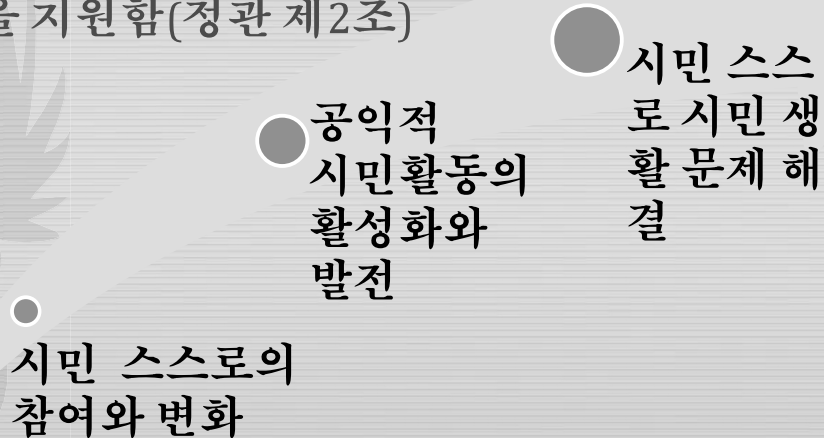 을 지원함(정관 제2조)
시민 스스
로 시민 생
활 문제 해
결
공익적
시민활동의
활성화와
발전
시민 스스로의
참여와 변화